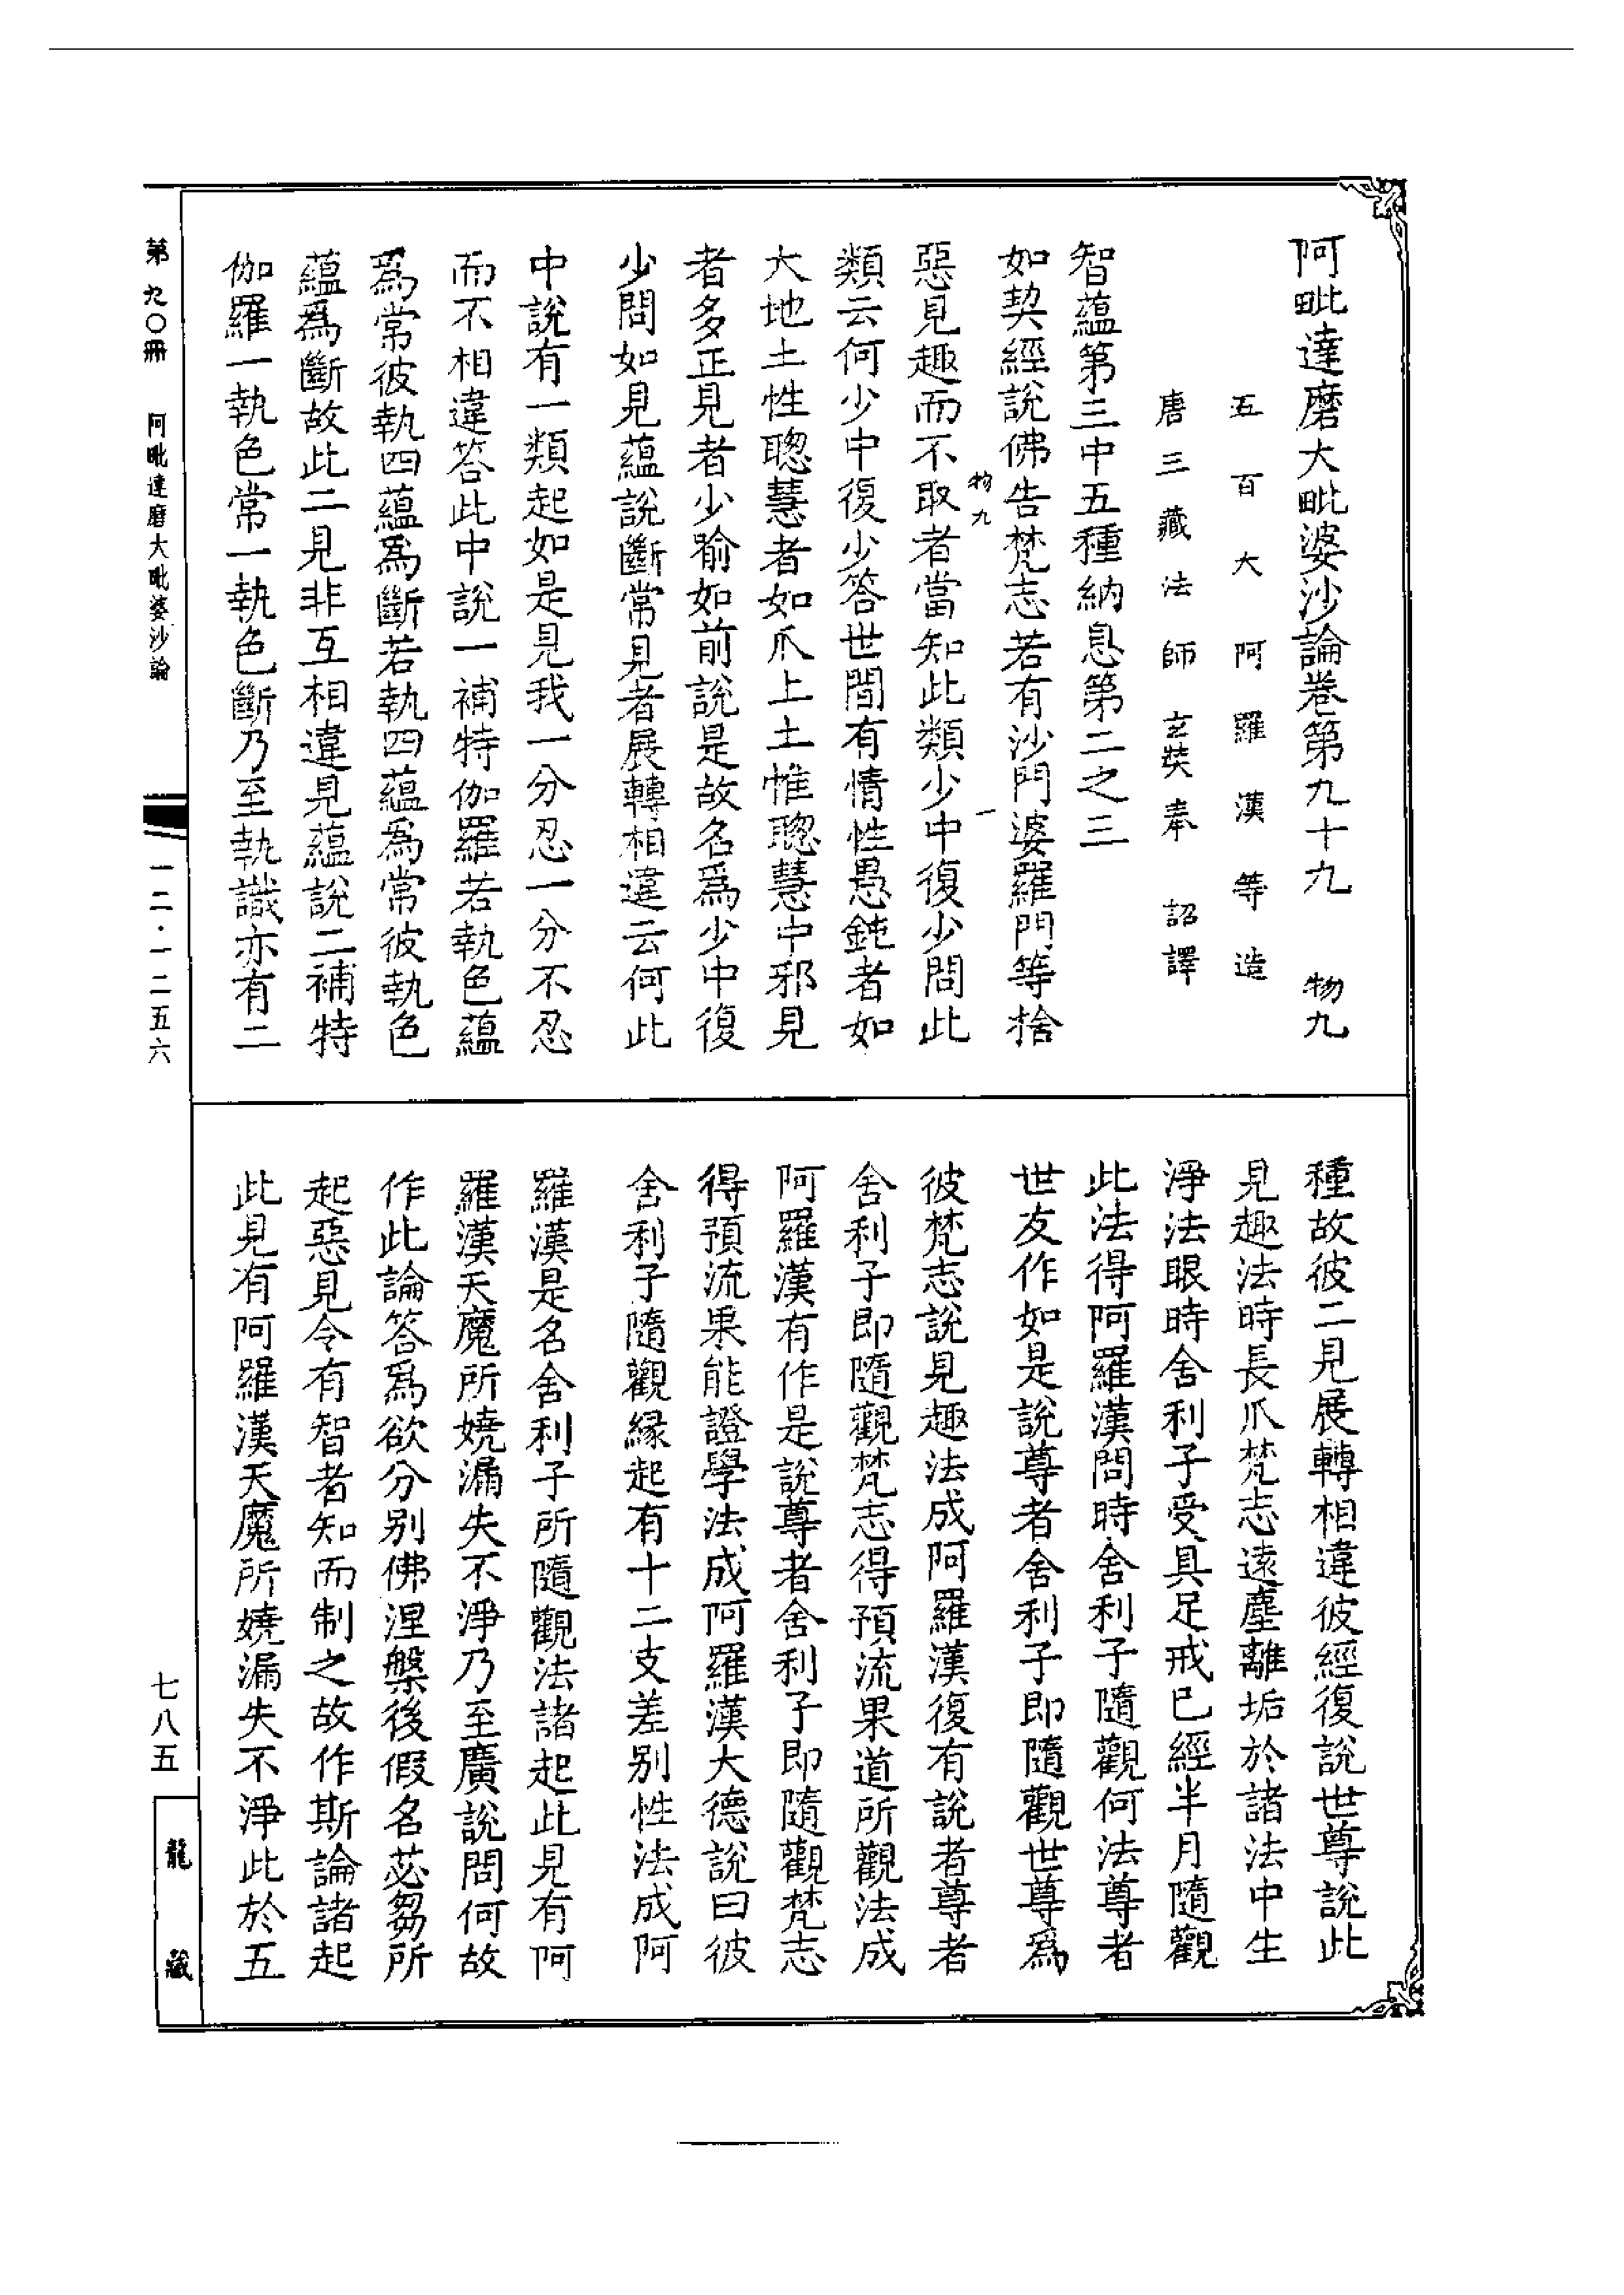 阿毗達磨大毗婆沙論卷第九十九　物九
五百大阿羅漢等造
唐三藏法師玄奘奉　詔譯
智蘊第三中五種納息第二之三
如契經說佛告梵志若有沙門婆羅門等捨
物九　一
惡見趣而不取者當知此類少中復少問此
類云何少中復少答世間有情性愚鈍者如
大地土性聰慧者如爪上土惟聰慧中邪見
者多正見者少喻如前說是故名爲少中復
少問如見蘊說斷常見者展轉相違云何此
中說有一類起如是見我一分忍一分不忍
而不相違答此中說一補特伽羅若執色蘊
爲常彼執四蘊爲斷若執四蘊爲常彼執色
蘊爲斷故此二見非互相違見蘊說二補特
伽羅一執色常一執色斷乃至執識亦有二
種故彼二見展轉相違彼經復說世尊說此
見趣法時長爪梵志遠塵離垢於諸法中生
淨法眼時舍利子受具足戒已經半月隨觀
此法得阿羅漢問時舍利子隨觀何法尊者
世友作如是說尊者舍利子即隨觀世尊爲
彼梵志說見趣法成阿羅漢復有說者尊者
舍利子即隨觀梵志得預流果道所觀法成
阿羅漢有作是說尊者舍利子即隨觀梵志
得預流果能證學法成阿羅漢大德說曰彼
舍利子隨觀緣起有十二支差别性法成阿
羅漢是名舍利子所隨觀法諸起此見有阿
羅漢天魔所嬈漏失不淨乃至廣說問何故
作此論答爲欲分别佛涅槃後假名苾芻所
起惡見令有智者知而制之故作斯論諸起
此見有阿羅漢天魔所嬈漏失不淨此於五
第九〇冊　阿毗達磨大毗婆沙論
一二·一二五六
七八五
龍藏